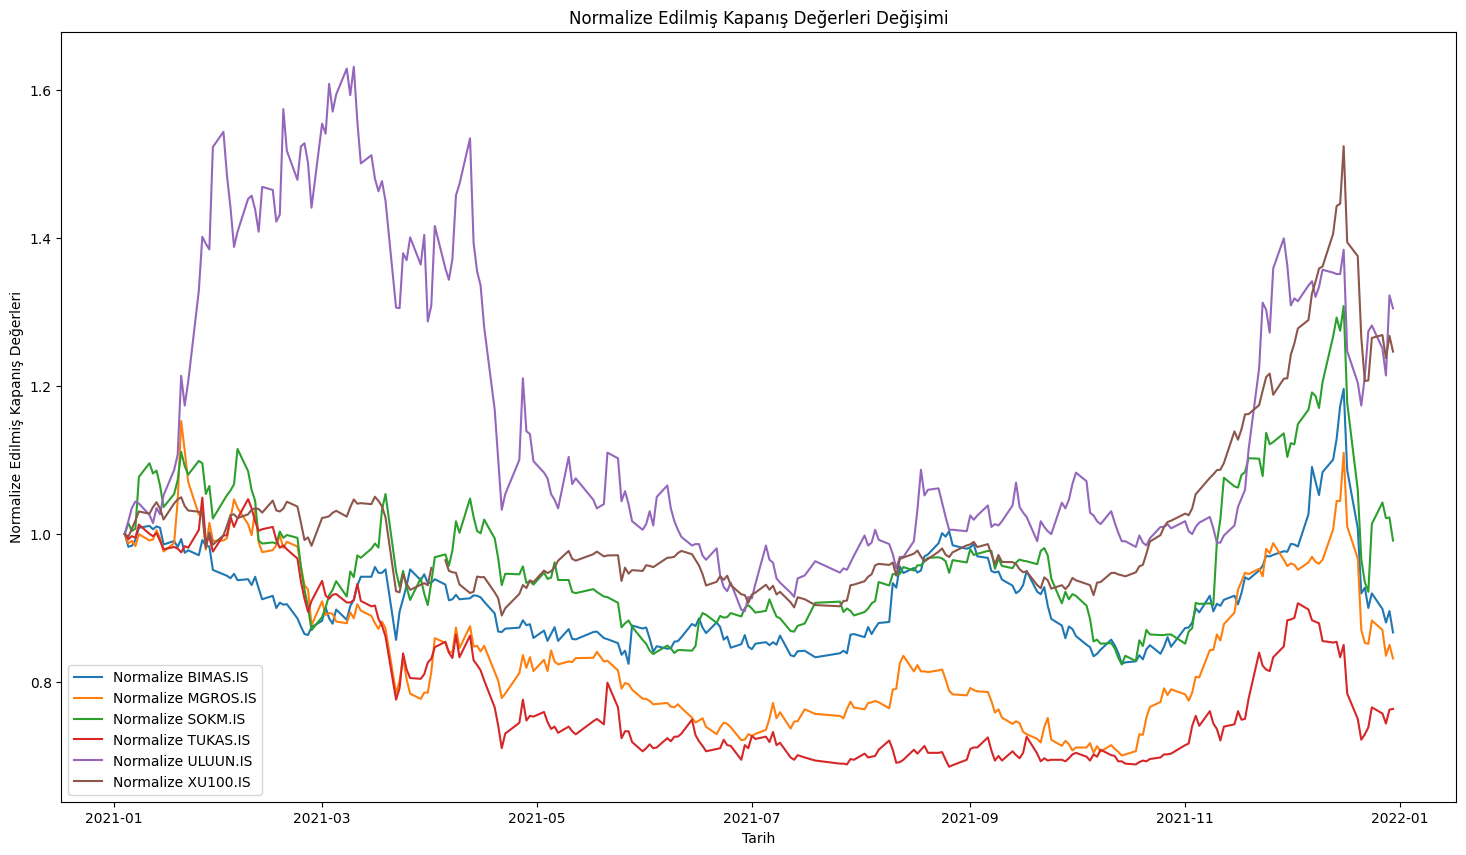 Normalize Edilmiş Kapanış Değerleri Değişimi
Normalize Edilmiş Kapanış Değerleri
1.6
1.4
1.2
1.0
0.8
Normalize BIMAS.IS
Normalize MGROS.IS
Normalize SOKM.IS
Normalize TUKAS.IS
Normalize ULUUN.IS
Normalize XU100.IS
2021-01
2021-03
2021-05
2021-07
2021-09
2021-11
2022-01
Tarih